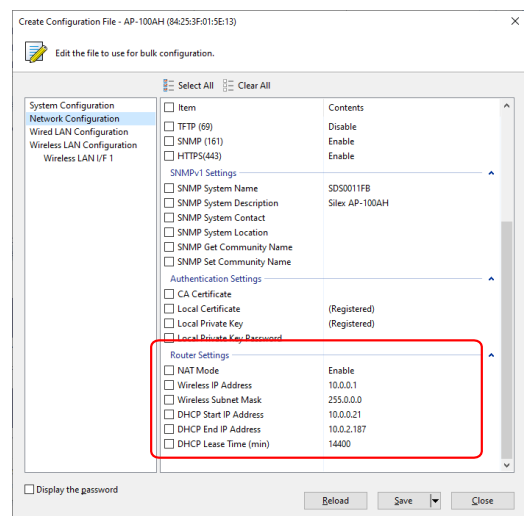 Create Configuration File - AP-100AH (84:25:3F:01:5E:13)
Edit the file to use for bulk configuration.
Select All Clear All
System Configuration
Network Configuration
Wired LAN Configuration
Wireless LAN Configuration
Wireless LAN I/F 1
Item Contents
TFTP (69) Disable
SNMP (161) Enable
HTTPS(443) Enable
SNMPv1 Settings
SNMP System Name SDS0011FB
SNMP System Description Silex AP-100AH
SNMP System Contact
SNMP System Location
SNMP Get Community Name
SNMP Set Community Name
Authentication Settings
CA Certificate
Local Certificate (Registered)
Local Private Key (Registered)
Local Private Key Password
Router Settings
NAT Mode Enable
Wireless IP Address 10.0.0.1
Wireless Subnet Mask 255.0.0.0
DHCP Start IP Address 10.0.0.21
DHCP End IP Address 10.0.2.187
DHCP Lease Time (min) 14400
Display the password
Reload Save Close